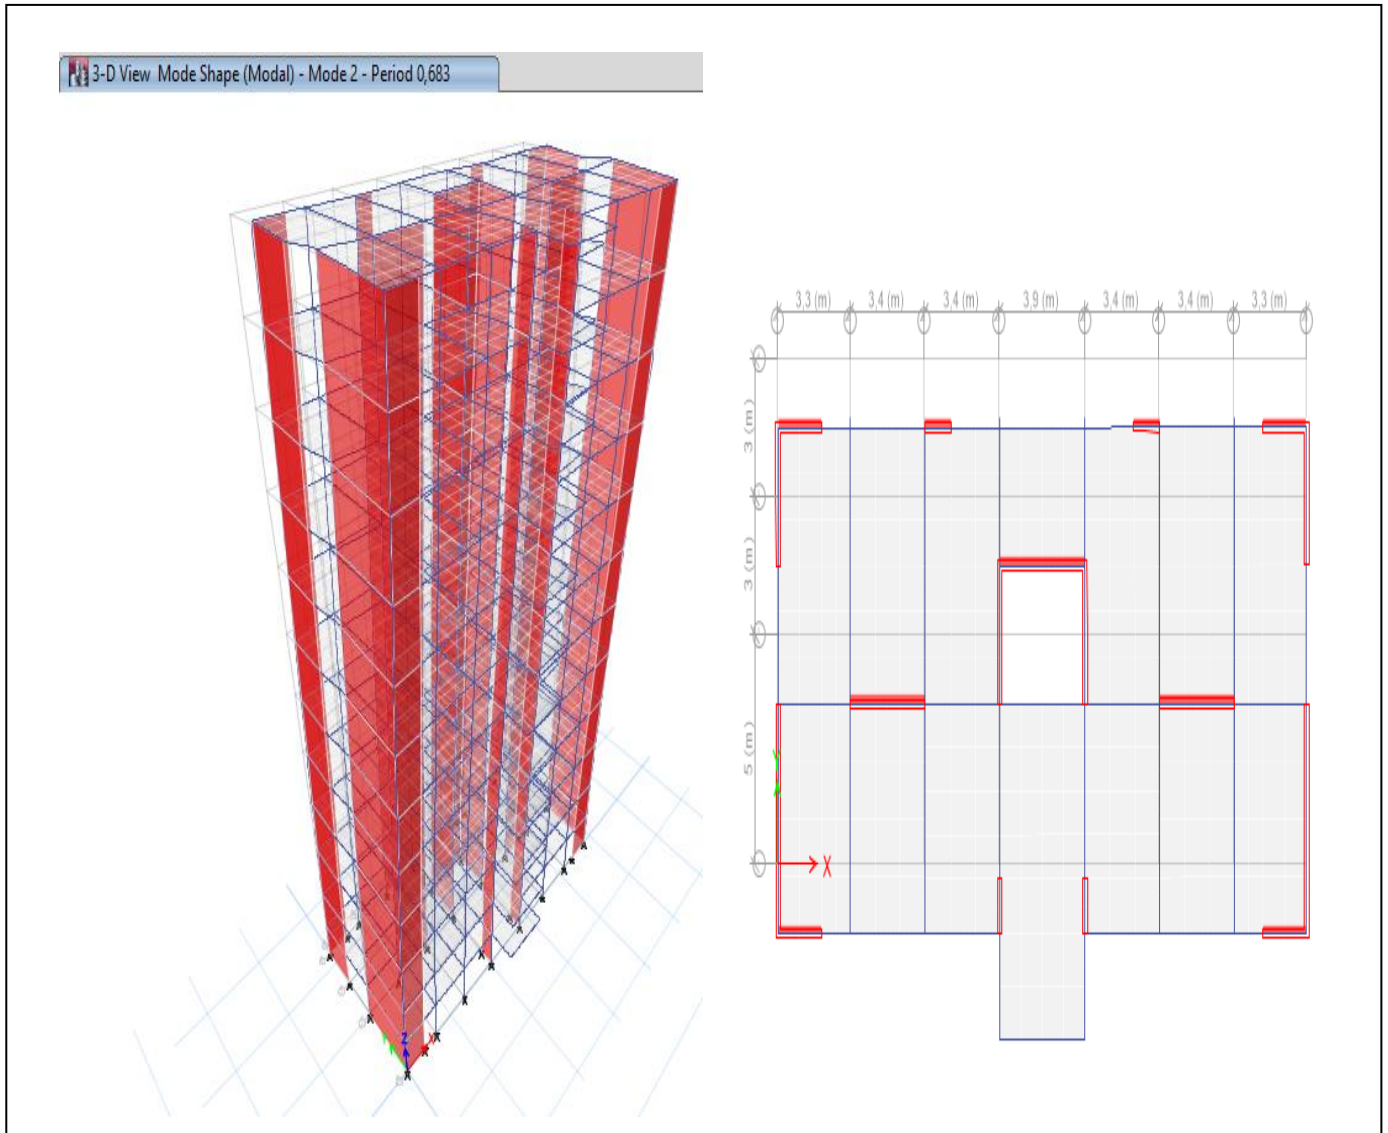 3-D View Mode Shape (Modal) - Mode 2 - Period 0,683
3,3 (m) 3,4 (m) 3,4 (m) 3,9 (m) 3,4 (m) 3,4 (m) 3,3 (m)
3 (m)
3 (m)
5 (m)
X
Z